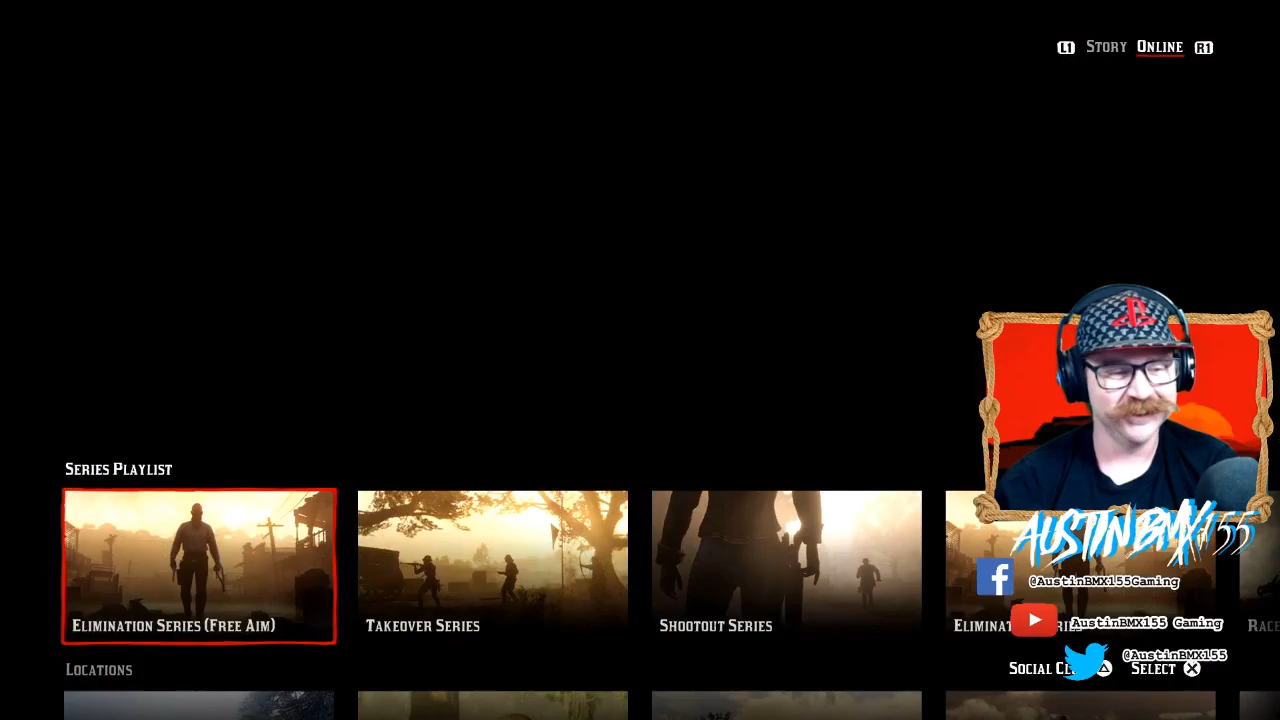 L1 STORY ONLINE R1
SERIES PLAYLIST
ELIMINATION SERIES (FREE AIM)
TAKEOVER SERIES
SHOOTOUT SERIES
AUSTINBMX155
@AustinBMX155Gaming
AustinBMX155 Gaming
@AustinBMX155
LOCATIONS
SOCIAL
SELECT